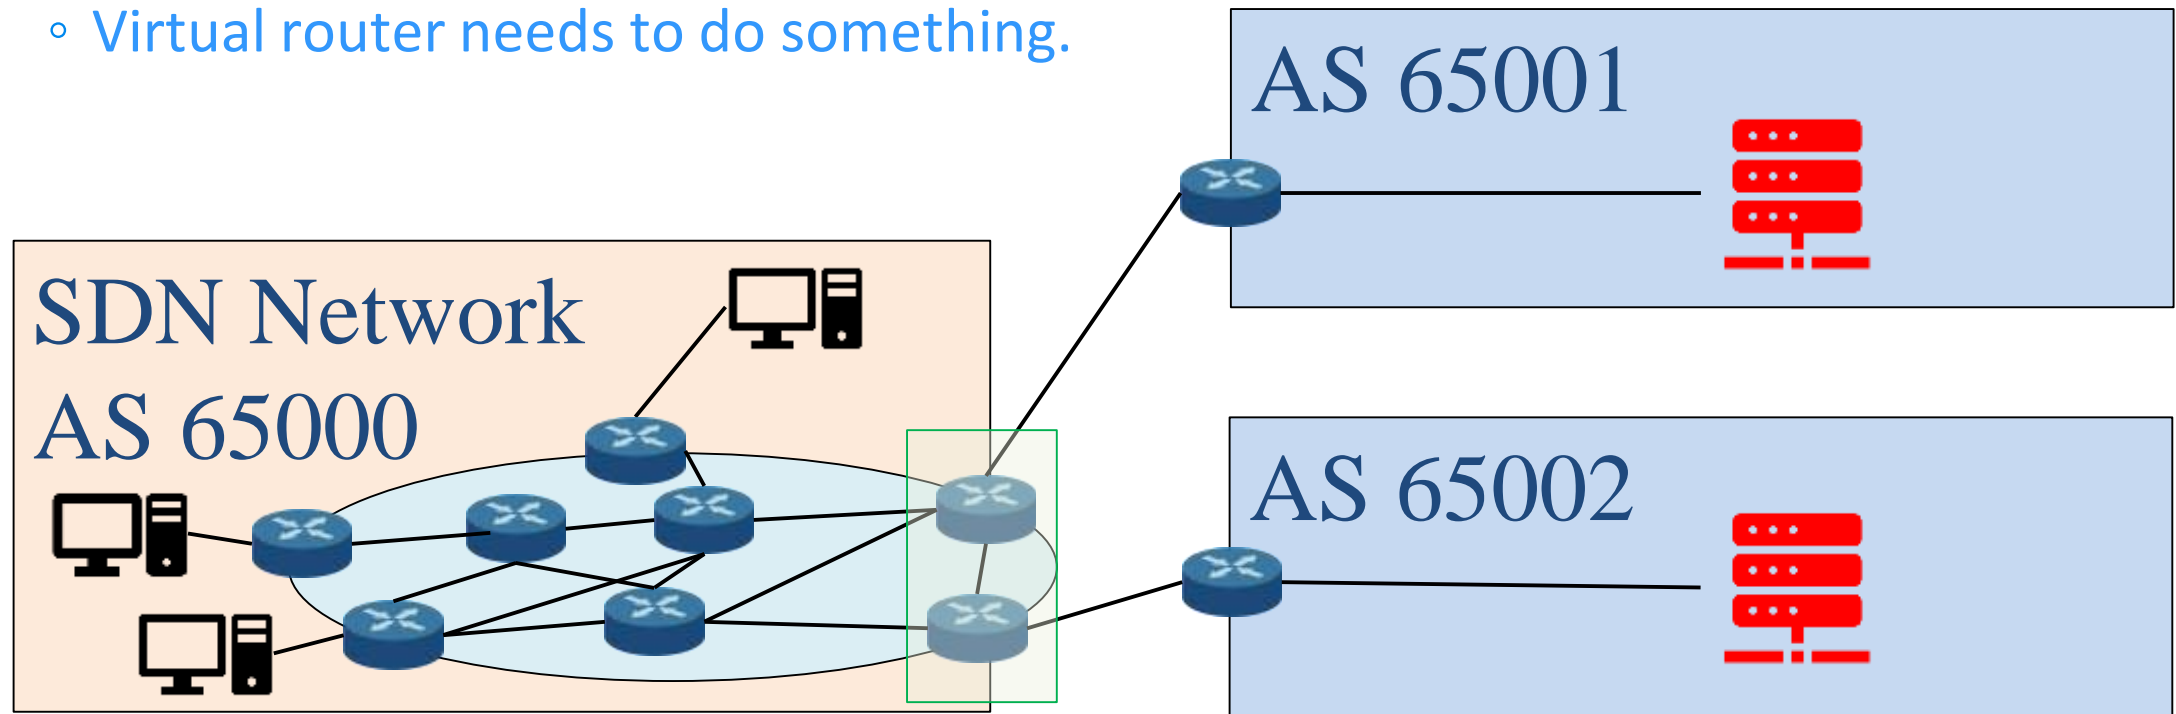 ◦ Virtual router needs to do something.
AS 65001
SDN Network
AS 65000
AS 65002